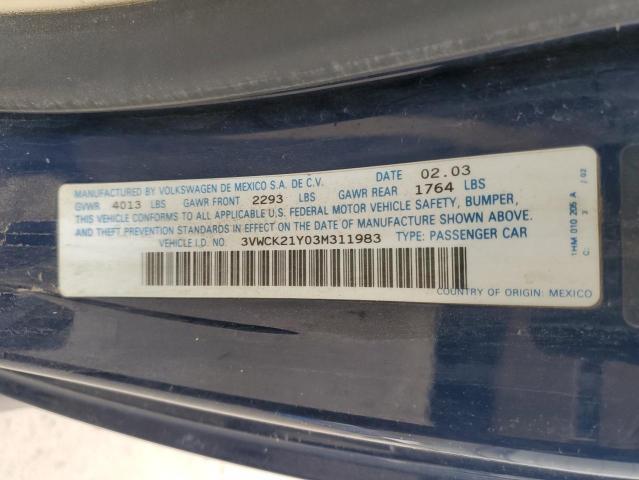 MANUFACTURED BY VOLKSWAGEN DE MEXICO S.A. DE C.V. DATE 02.03
GVWR 4013 LBS GAWR FRONT 2293 LBS GAWR REAR 1764 LBS
THIS VEHICLE CONFORMS TO ALL APPLICABLE U.S. FEDERAL MOTOR VEHICLE SAFETY, BUMPER,
AND THEFT PREVENTION STANDARDS IN EFFECT ON THE DATE OF MANUFACTURE SHOWN ABOVE.
VEHICLE I.D. NO. 3VWCK21Y03M311983 TYPE: PASSENGER CAR
COUNTRY OF ORIGIN: MEXICO
1HM 010 205 A
C: 3 / 02